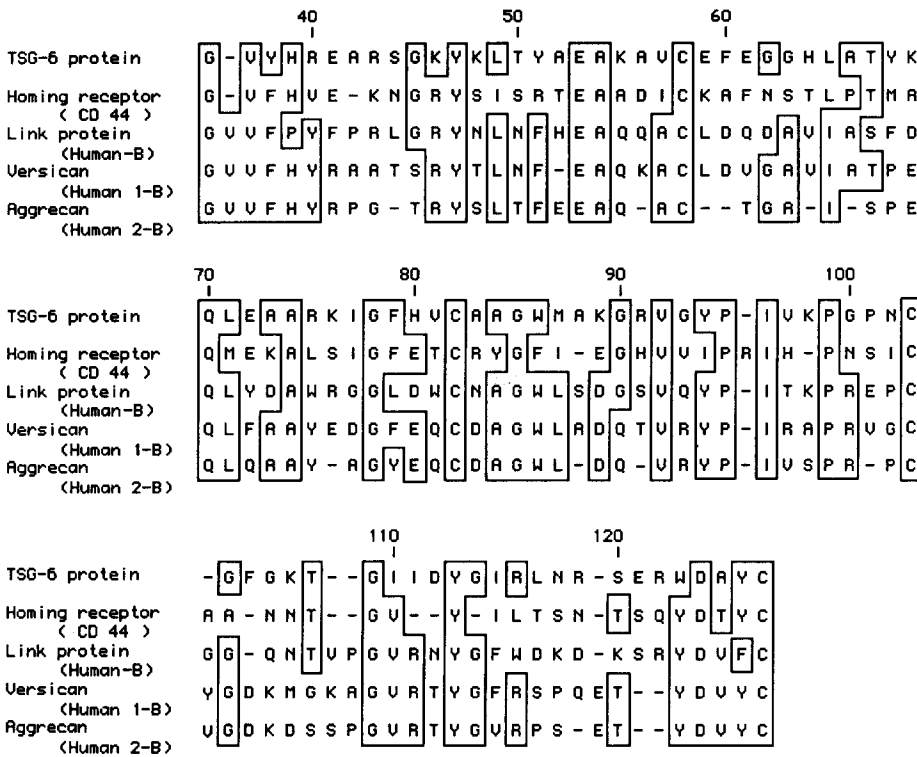 40 50 60
TSG-6 protein G - V Y H R E A R S G K Y K L T Y A E A K A V C E F E G G H L A T Y K
Homing receptor G - V F H V E - K N G R Y S I S R T E A A D I C K A F N S T L P T M A
( CD 44 )
Link protein G V V F P Y F P R L G R Y N L N F H E A Q Q A C L D Q D A V I A S F D
(Human-B)
Versican G V V F H Y R A A T S R Y T L N F - E A Q K A C L D V G A V I A T P E
(Human 1-B)
Aggrecan G V V F H Y R P G - T R Y S L T F E E A Q - A C - - T G A - I - S P E
(Human 2-B)
70 80 90 100
TSG-6 protein Q L E A A R K I G F H V C A A G W M A K G R V G Y P - I V K P G P N C
Homing receptor Q M E K A L S I G F E T C R Y G F I - E G H V V I P R I H - P N S I C
( CD 44 )
Link protein Q L Y D A W R G G L D W C N A G W L S D G S V Q Y P - I T K P R E P C
(Human-B)
Versican Q L F A A Y E D G F E Q C D A G W L A D Q T V R Y P - I R A P R V G C
(Human 1-B)
Aggrecan Q L Q A A Y - A G Y E Q C D A G W L - D Q - V R Y P - I V S P R - P C
(Human 2-B)
110 120
TSG-6 protein - G F G K T - - G I I D Y G I R L N R - S E R W D A Y C
Homing receptor A A - N N T - - G V - - Y - I L T S N - T S Q Y D T Y C
( CD 44 )
Link protein G G - Q N T V P G V R N Y G F W D K D - K S R Y D V F C
(Human-B)
Versican Y G D K M G K A G V R T Y G F R S P Q E T - - Y D V Y C
(Human 1-B)
Aggrecan V G D K D S S P G V R T Y G V R P S - E T - - Y D V Y C
(Human 2-B)